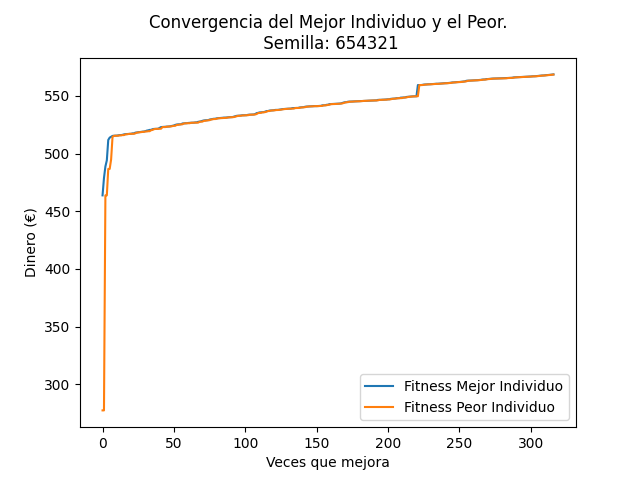 Convergencia del Mejor Individuo y el Peor.
Semilla: 654321
Dinero (€)
550
500
450
400
350
300
0 50 100 150 200 250 300
Veces que mejora
Fitness Mejor Individuo
Fitness Peor Individuo